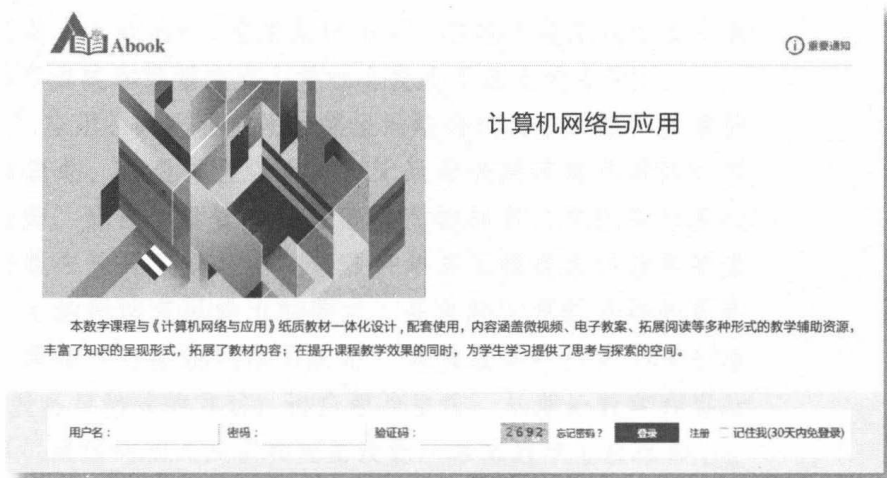 Abook
重要通知
计算机网络与应用
本数字课程与《计算机网络与应用》纸质教材一体化设计，配套使用，内容涵盖微视频、电子教案、拓展阅读等多种形式的教学辅助资源，
丰富了知识的呈现形式，拓展了教材内容；在提升课程教学效果的同时，为学生学习提供了思考与探索的空间。
用户名： 密码： 验证码： 2692 忘记密码？ 登录 注册 记住我(30天内免登录)